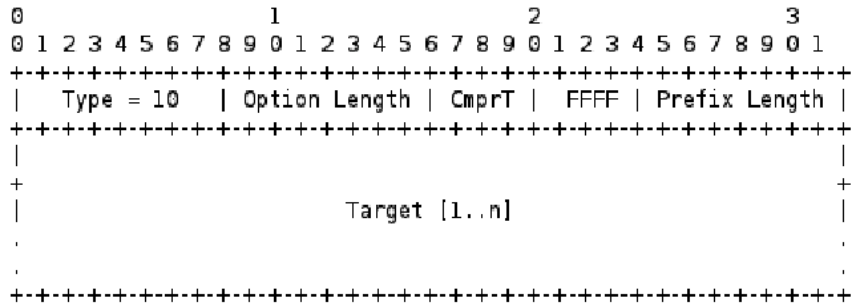 0                   1                   2                   3
0 1 2 3 4 5 6 7 8 9 0 1 2 3 4 5 6 7 8 9 0 1 2 3 4 5 6 7 8 9 0 1
+-+-+-+-+-+-+-+-+-+-+-+-+-+-+-+-+-+-+-+-+-+-+-+-+-+-+-+-+-+-+-+-+
|   Type = 10   | Option Length | CmprT |  FFFF | Prefix Length |
+-+-+-+-+-+-+-+-+-+-+-+-+-+-+-+-+-+-+-+-+-+-+-+-+-+-+-+-+-+-+-+-+
|                                                               |
+                                                               +
|                         Target [1..n]                         |
.                                                               .
.                                                               .
+-+-+-+-+-+-+-+-+-+-+-+-+-+-+-+-+-+-+-+-+-+-+-+-+-+-+-+-+-+-+-+-+